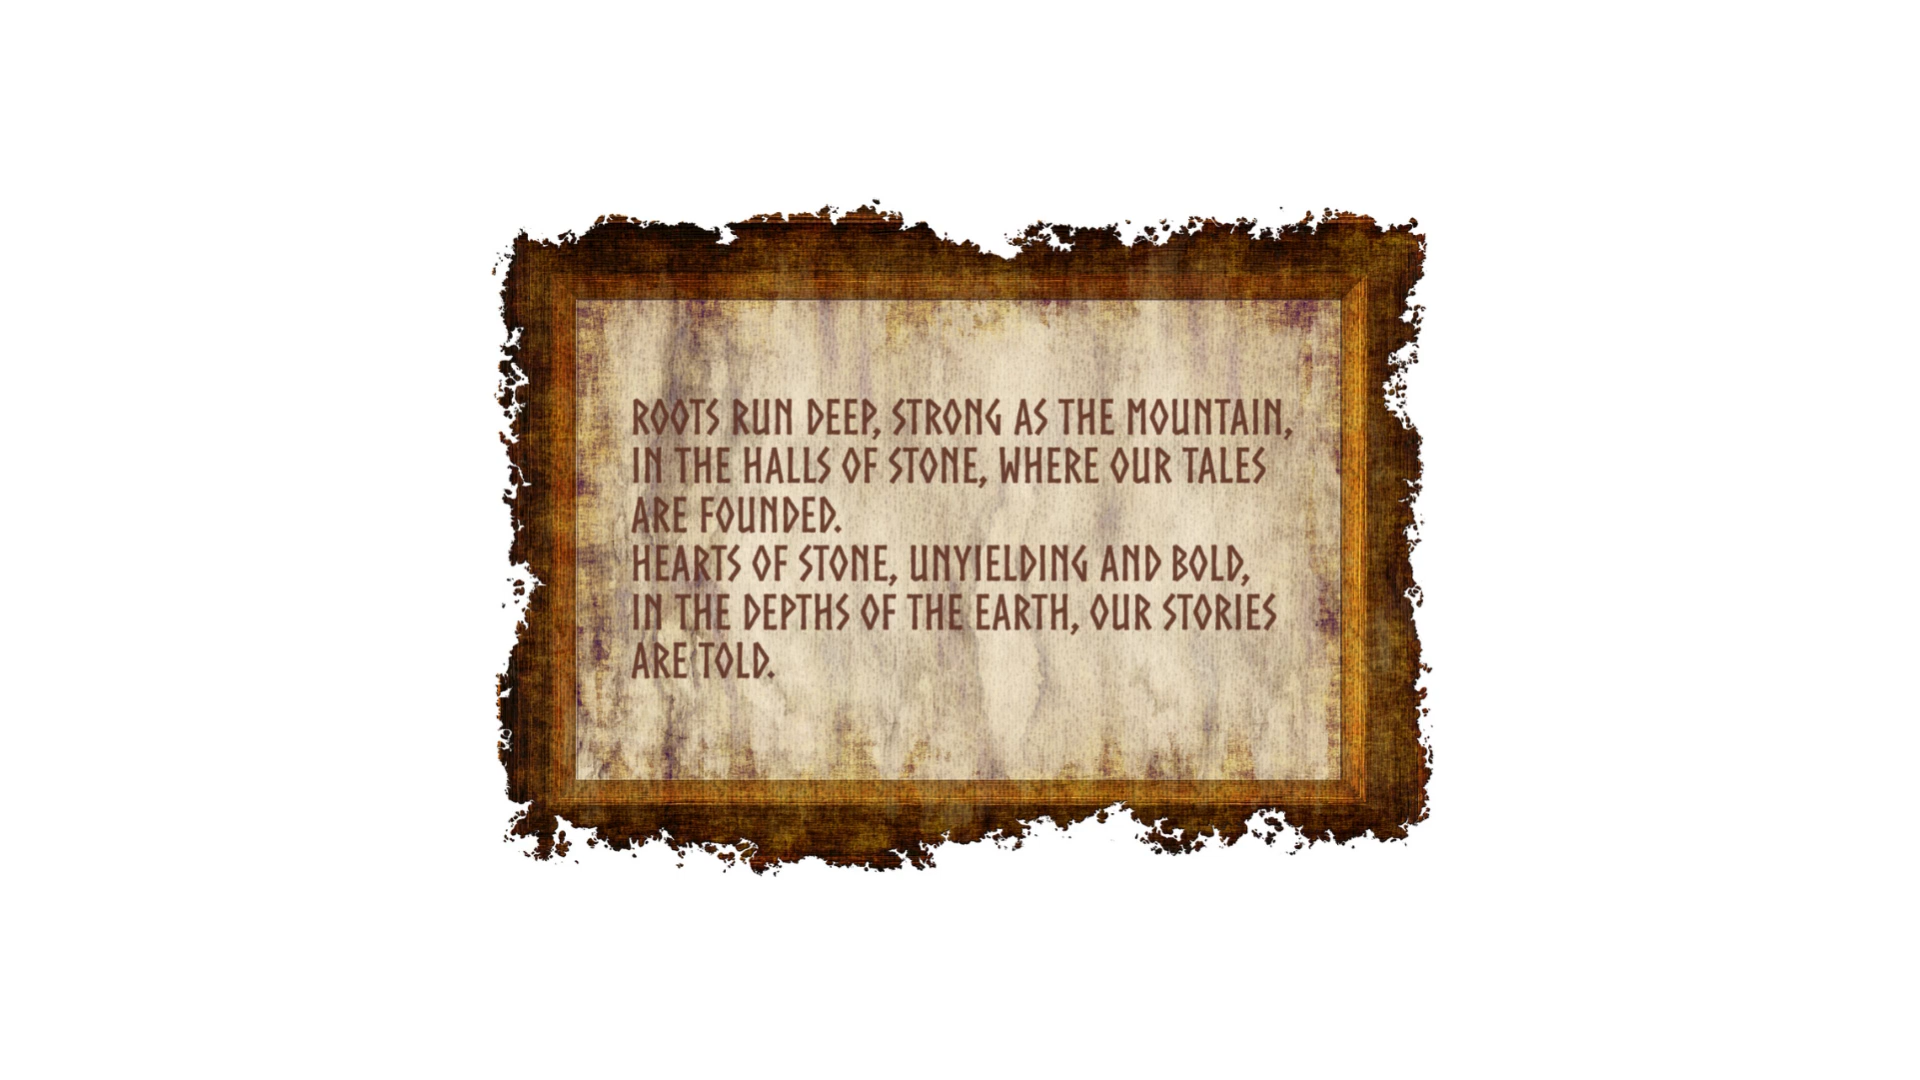 ROOTS RUN DEEP, STRONG AS THE MOUNTAIN,
IN THE HALLS OF STONE, WHERE OUR TALES
ARE FOUNDED.
HEARTS OF STONE, UNYIELDING AND BOLD,
IN THE DEPTHS OF THE EARTH, OUR STORIES
ARE TOLD.